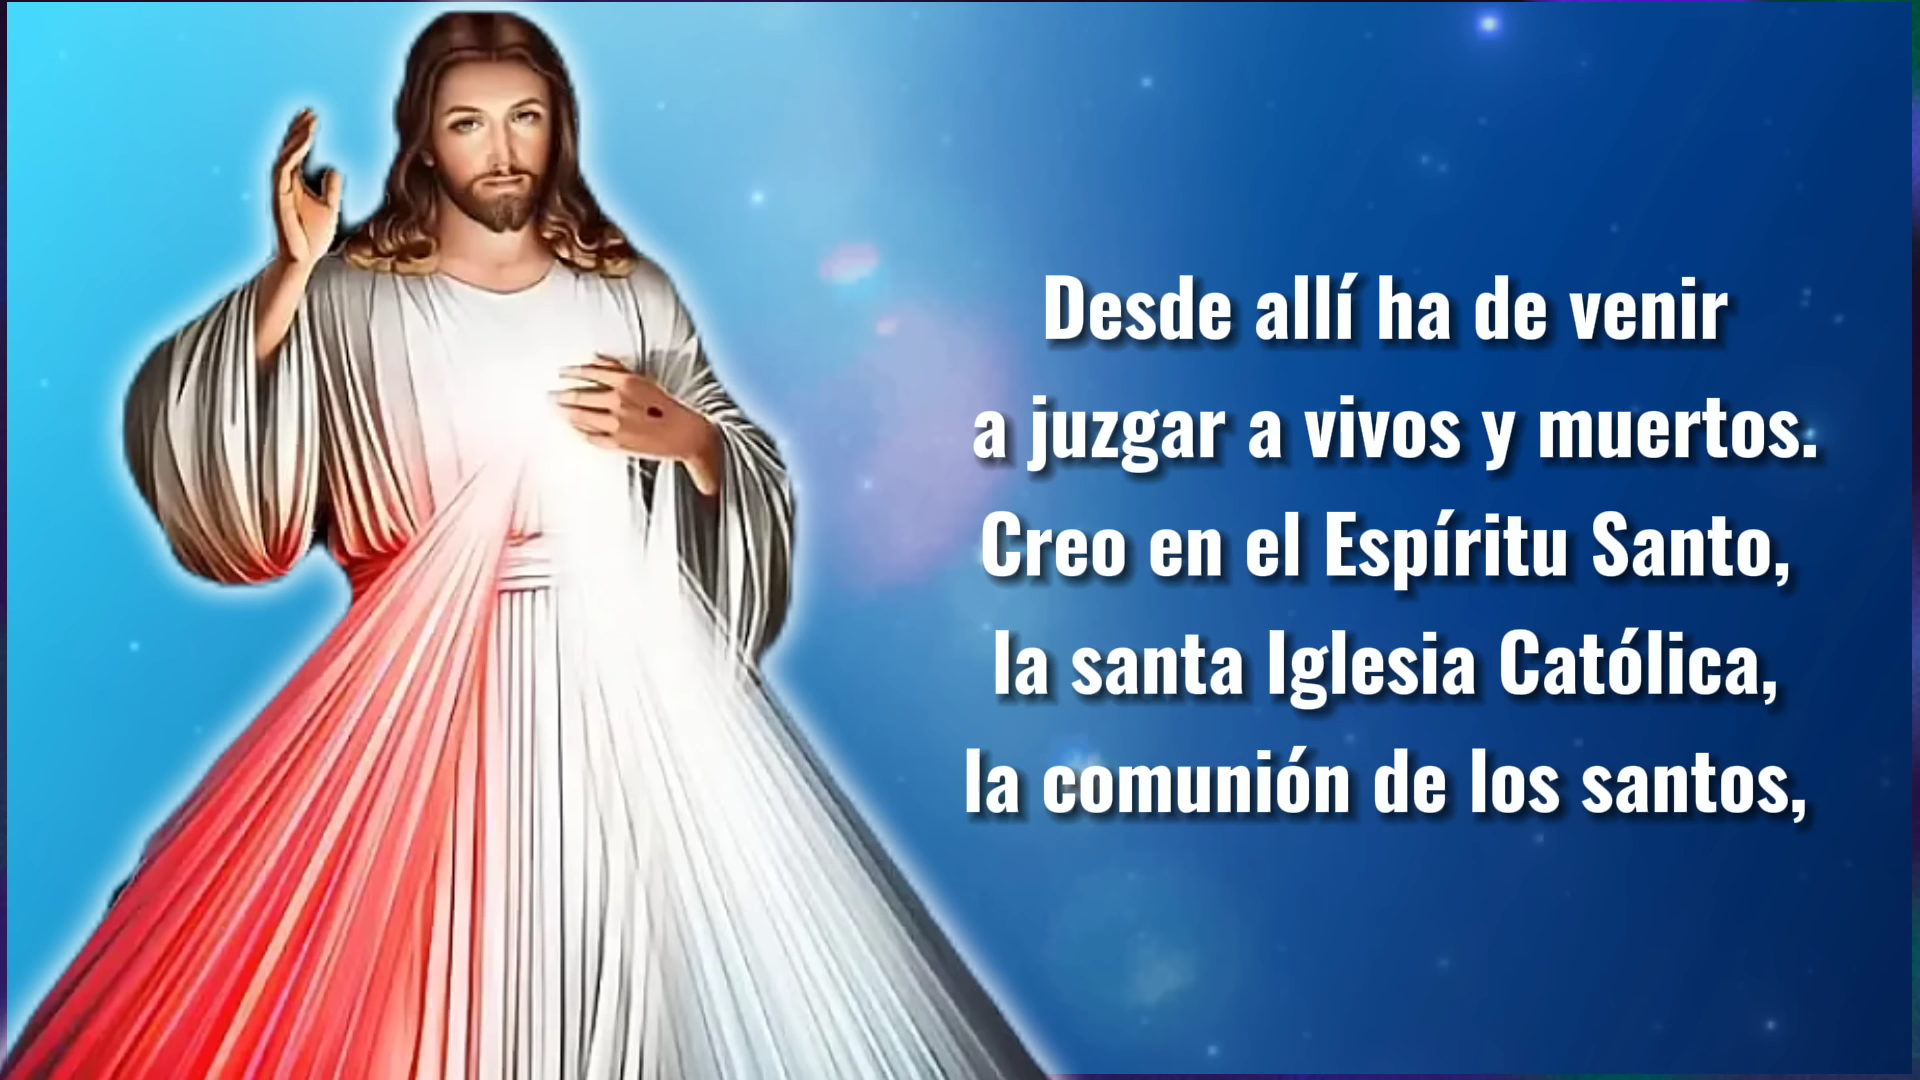 Desde allí ha de venir
a juzgar a vivos y muertos.
Creo en el Espíritu Santo,
la santa Iglesia Católica,
la comunión de los santos,